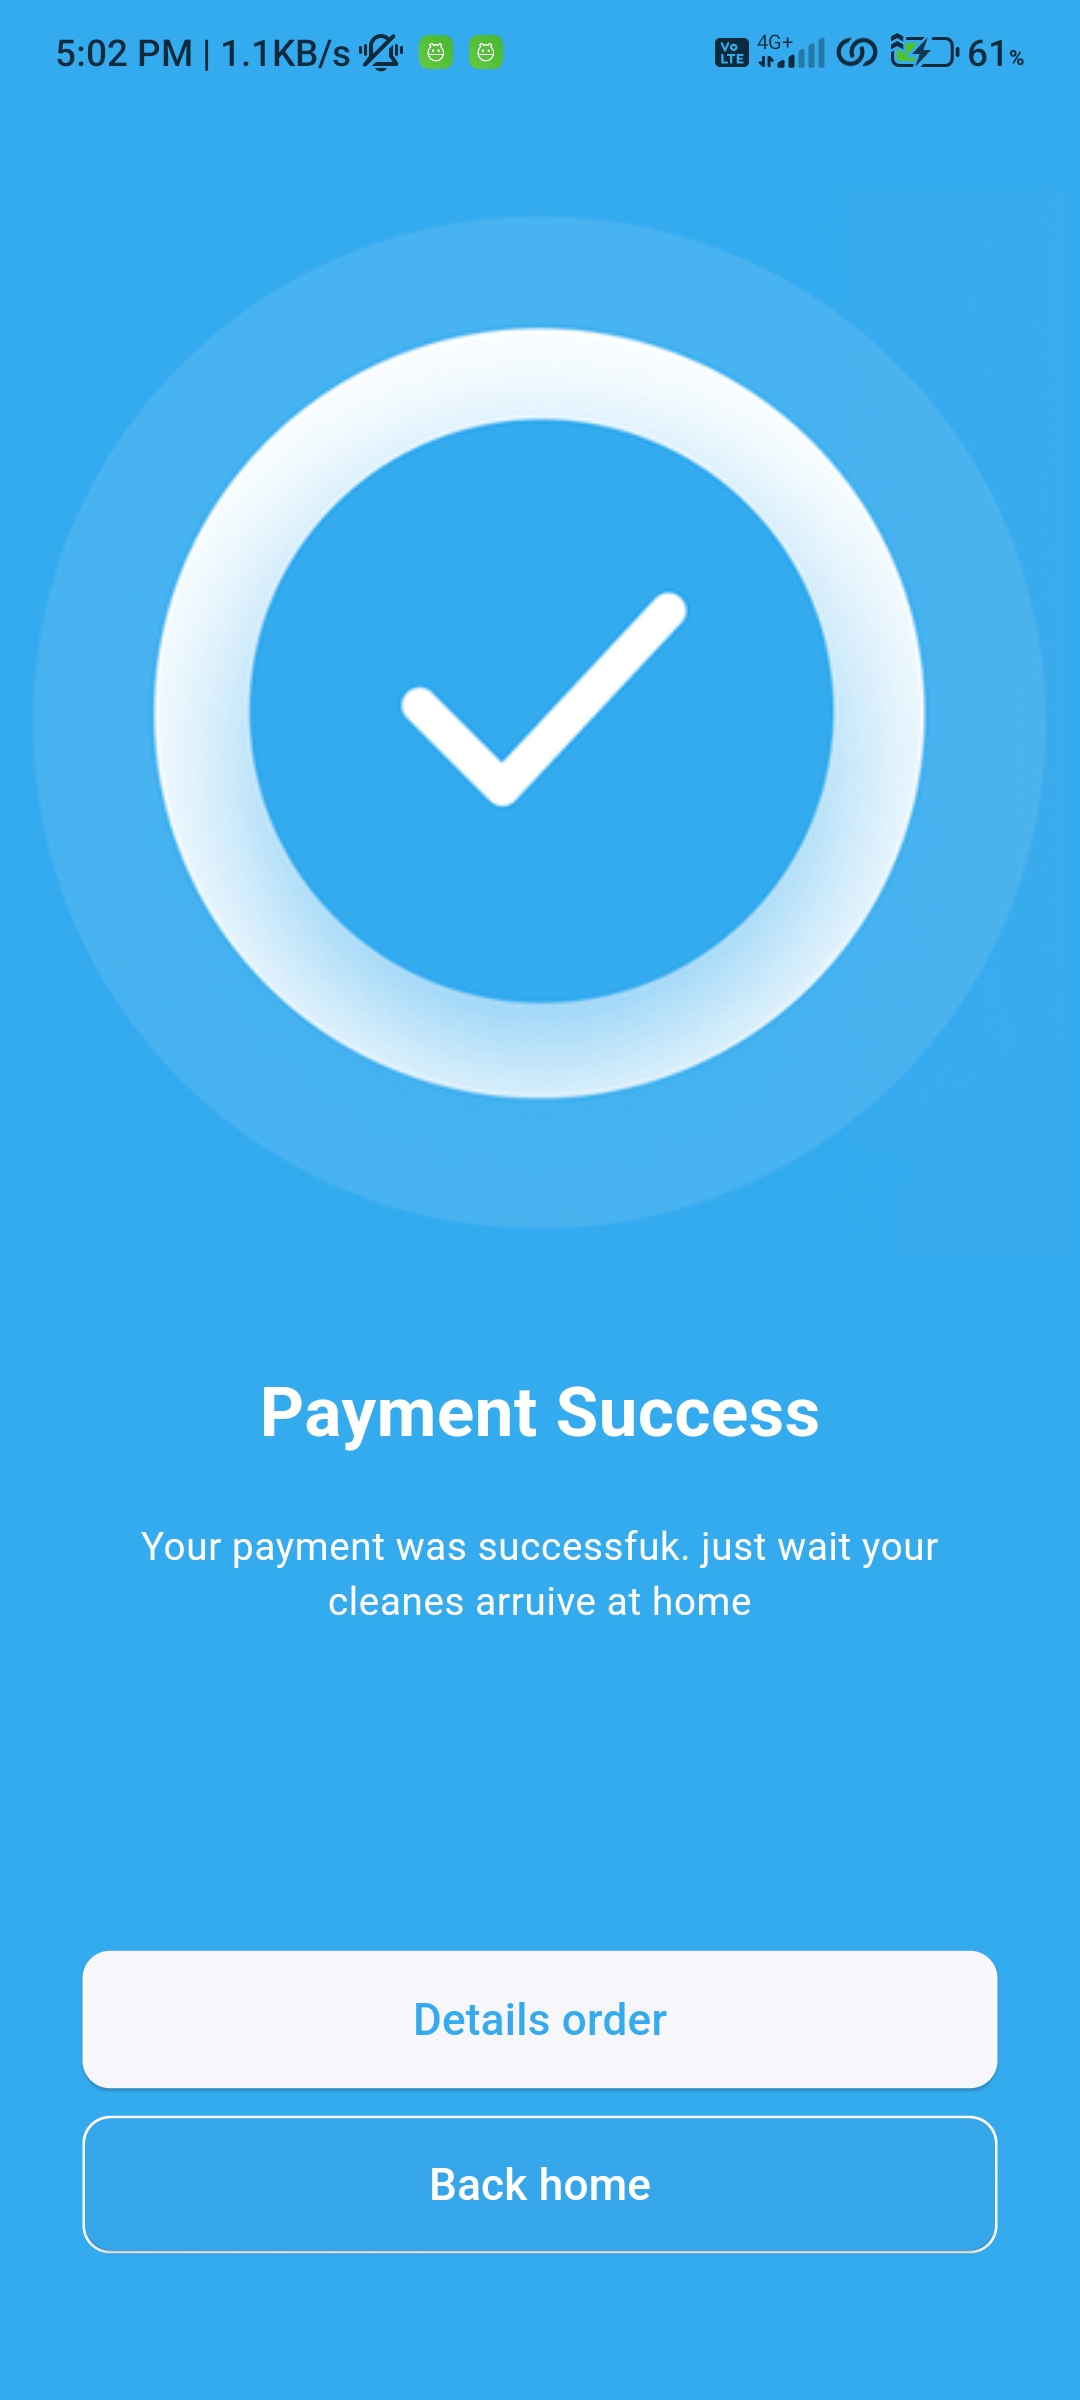 5:02 PM | 1.1KB/s Vo LTE 4G+ 61%
Payment Success
Your payment was successfuk. just wait your
cleanes arruive at home
Details order
Back home